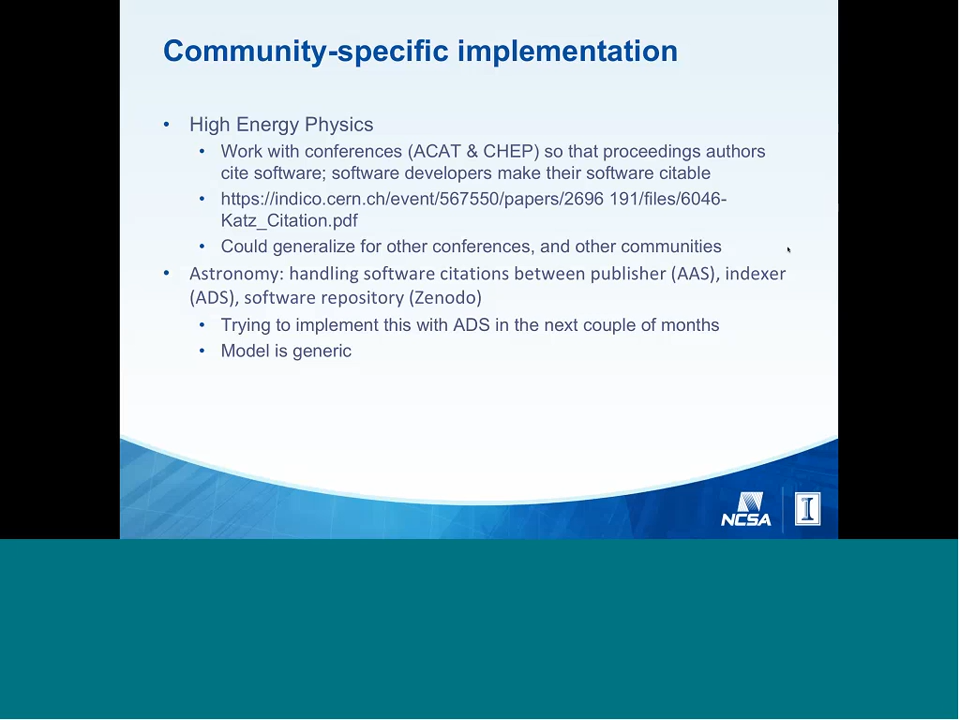 Community-specific implementation
• High Energy Physics
• Work with conferences (ACAT & CHEP) so that proceedings authors
cite software; software developers make their software citable
• https://indico.cern.ch/event/567550/papers/2696 191/files/6046-
Katz_Citation.pdf
• Could generalize for other conferences, and other communities
• Astronomy: handling software citations between publisher (AAS), indexer
(ADS), software repository (Zenodo)
• Trying to implement this with ADS in the next couple of months
• Model is generic
NCSA
I